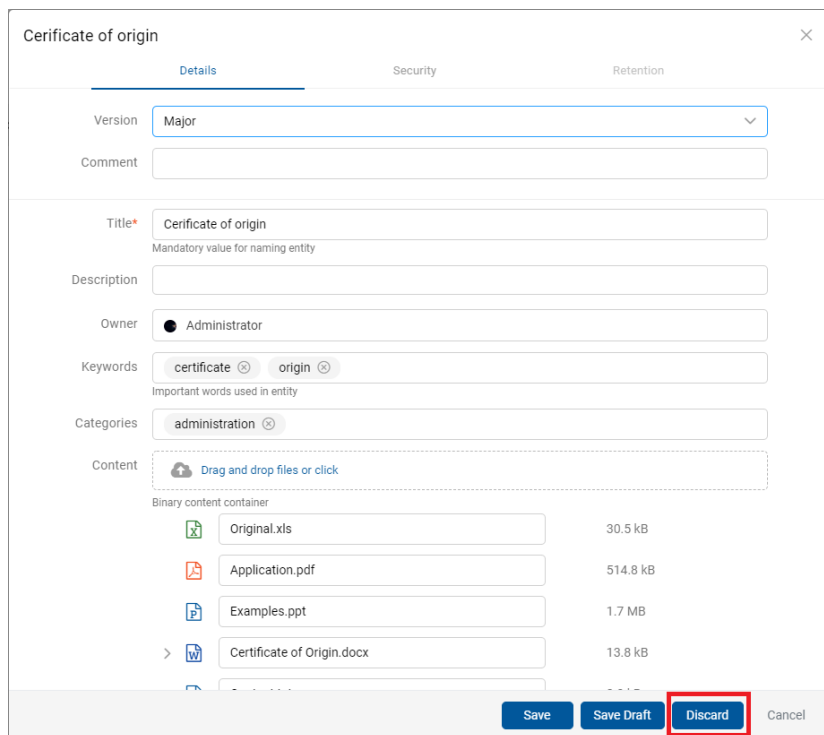 Cerificate of origin
Details Security Retention
Version Major
Comment
Title* Cerificate of origin
Mandatory value for naming entity
Description
Owner Administrator
Keywords certificate origin
Important words used in entity
Categories administration
Content Drag and drop files or click
Binary content container
Original.xls 30.5 kB
Application.pdf 514.8 kB
Examples.ppt 1.7 MB
Certificate of Origin.docx 13.8 kB
Save Save Draft Discard Cancel